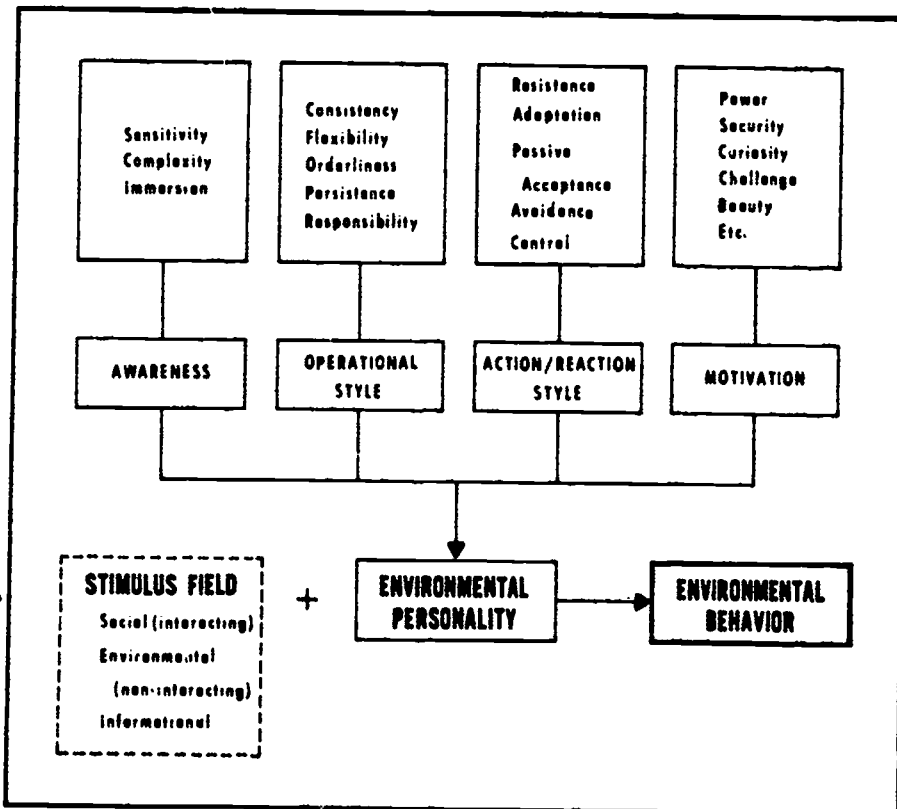 Sensitivity
Complexity
Immersion
Consistency
Flexibility
Orderliness
Persistence
Responsibility
Resistance
Adaptation
Passive
Acceptance
Avoidance
Control
Power
Security
Curiosity
Challenge
Beauty
Etc.
AWARENESS
OPERATIONAL
STYLE
ACTION/REACTION
STYLE
MOTIVATION
STIMULUS FIELD
Social (interacting)
Environmental
(non-interacting)
Informational
+
ENVIRONMENTAL
PERSONALITY
ENVIRONMENTAL
BEHAVIOR